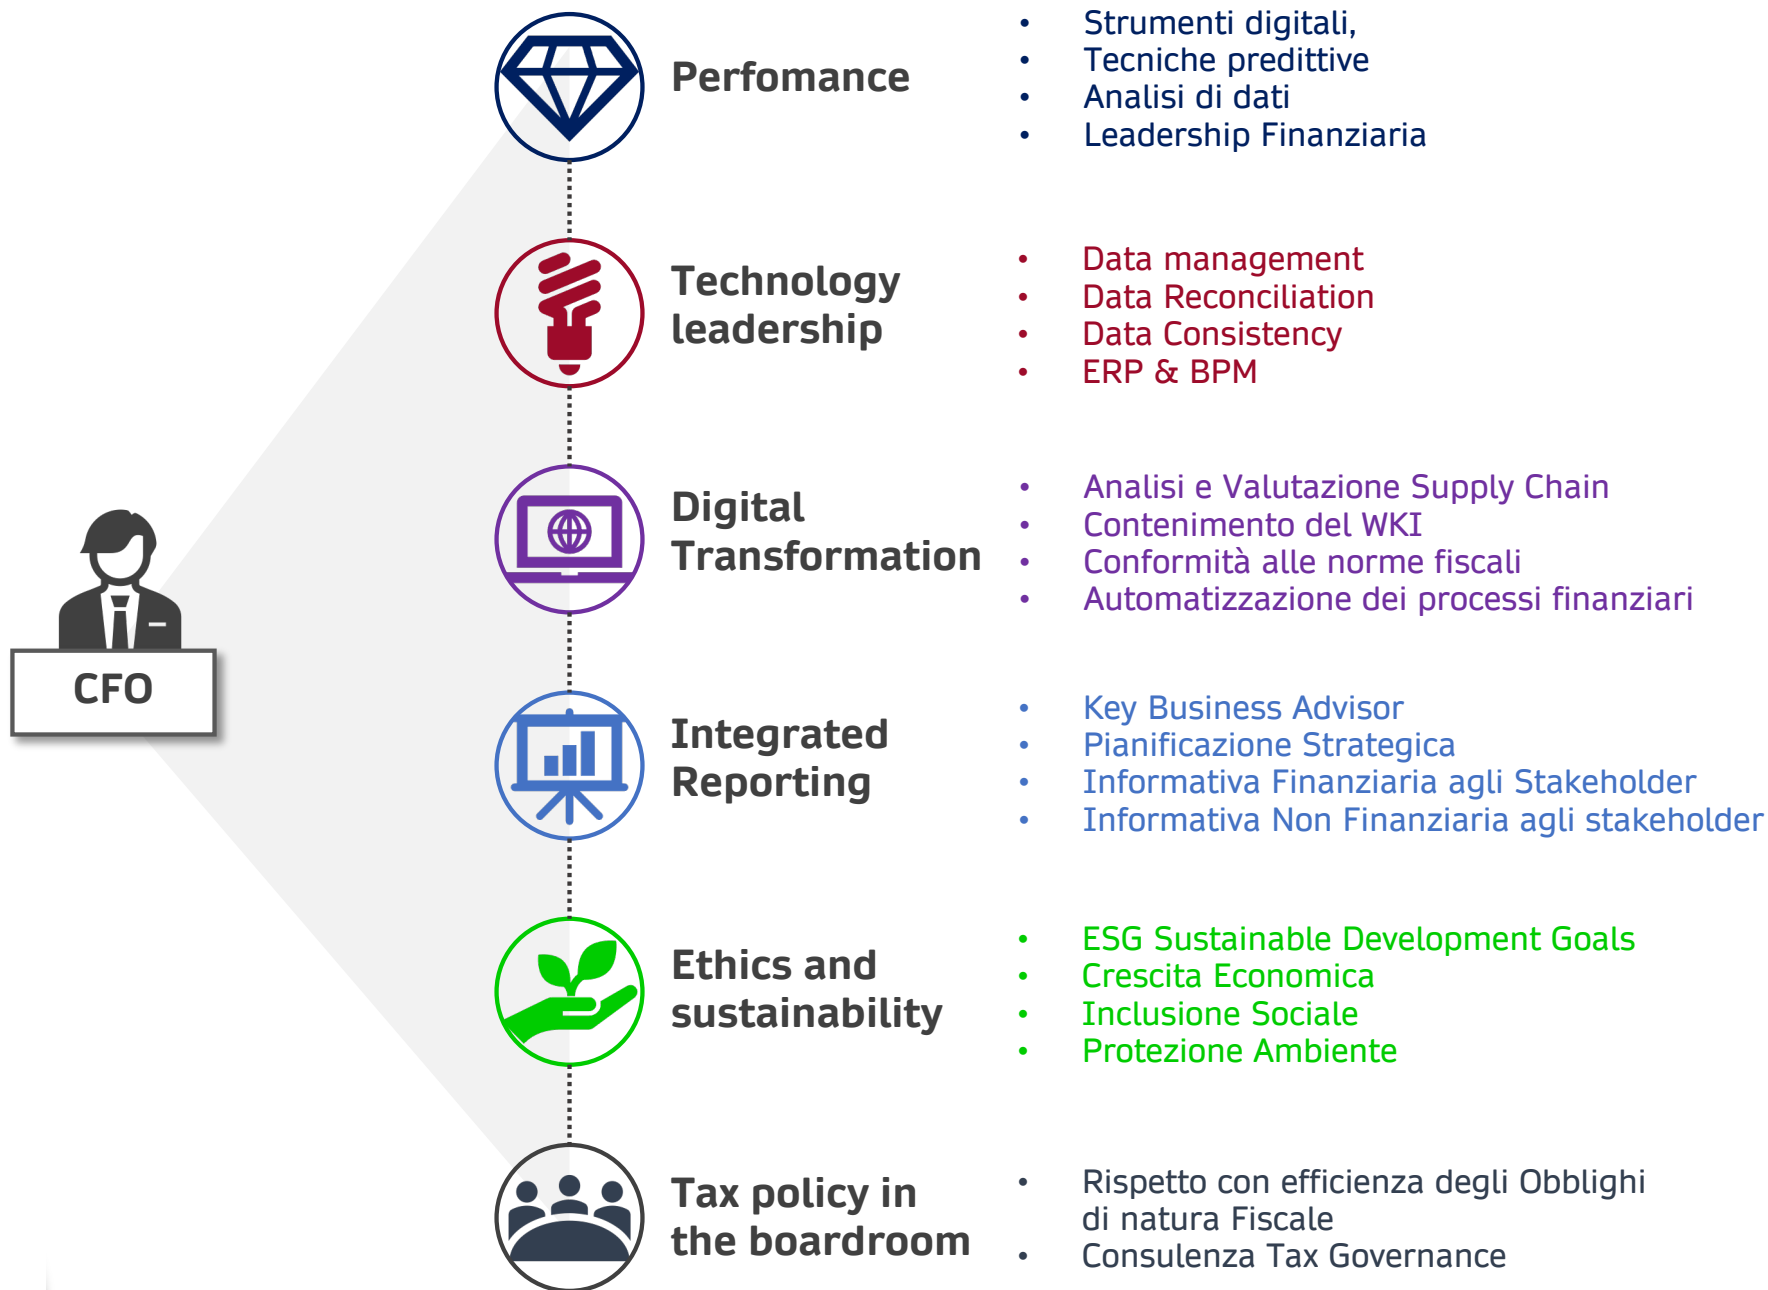 Perfomance
• Strumenti digitali,
• Tecniche predittive
• Analisi di dati
• Leadership Finanziaria
Technology
leadership
• Data management
• Data Reconciliation
• Data Consistency
• ERP & BPM
Digital
Transformation
• Analisi e Valutazione Supply Chain
• Contenimento del WKI
• Conformità alle norme fiscali
• Automatizzazione dei processi finanziari
CFO
Integrated
Reporting
• Key Business Advisor
• Pianificazione Strategica
• Informativa Finanziaria agli Stakeholder
• Informativa Non Finanziaria agli stakeholder
Ethics and
sustainability
• ESG Sustainable Development Goals
• Crescita Economica
• Inclusione Sociale
• Protezione Ambiente
Tax policy in
the boardroom
• Rispetto con efficienza degli Obblighi
di natura Fiscale
• Consulenza Tax Governance